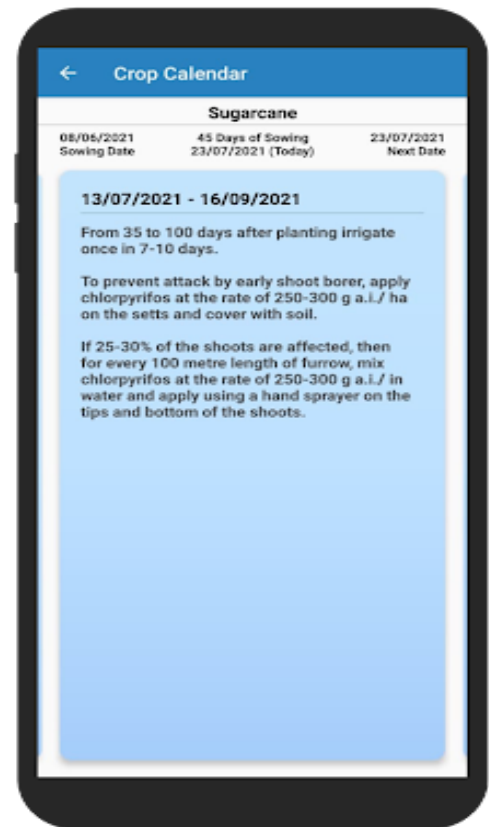 Crop Calendar
Sugarcane
08/06/2021 45 Days of Sowing 23/07/2021
Sowing Date 23/07/2021 (Today) Next Date
13/07/2021 - 16/09/2021
From 35 to 100 days after planting irrigate
once in 7-10 days.
To prevent attack by early shoot borer, apply
chlorpyrifos at the rate of 250-300 g a.i./ ha
on the setts and cover with soil.
If 25-30% of the shoots are affected, then
for every 100 metre length of furrow, mix
chlorpyrifos at the rate of 250-300 g a.i./ in
water and apply using a hand sprayer on the
tips and bottom of the shoots.